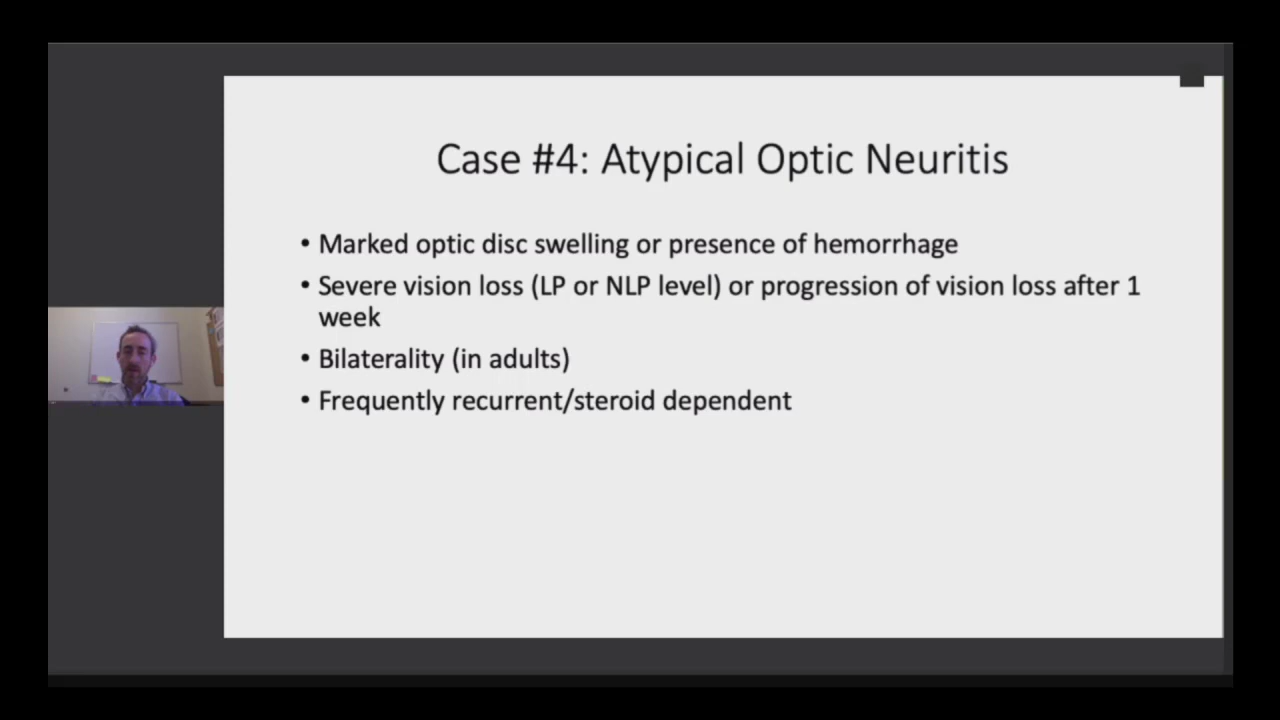 Case #4: Atypical Optic Neuritis
• Marked optic disc swelling or presence of hemorrhage
• Severe vision loss (LP or NLP level) or progression of vision loss after 1
week
• Bilaterality (in adults)
• Frequently recurrent/steroid dependent